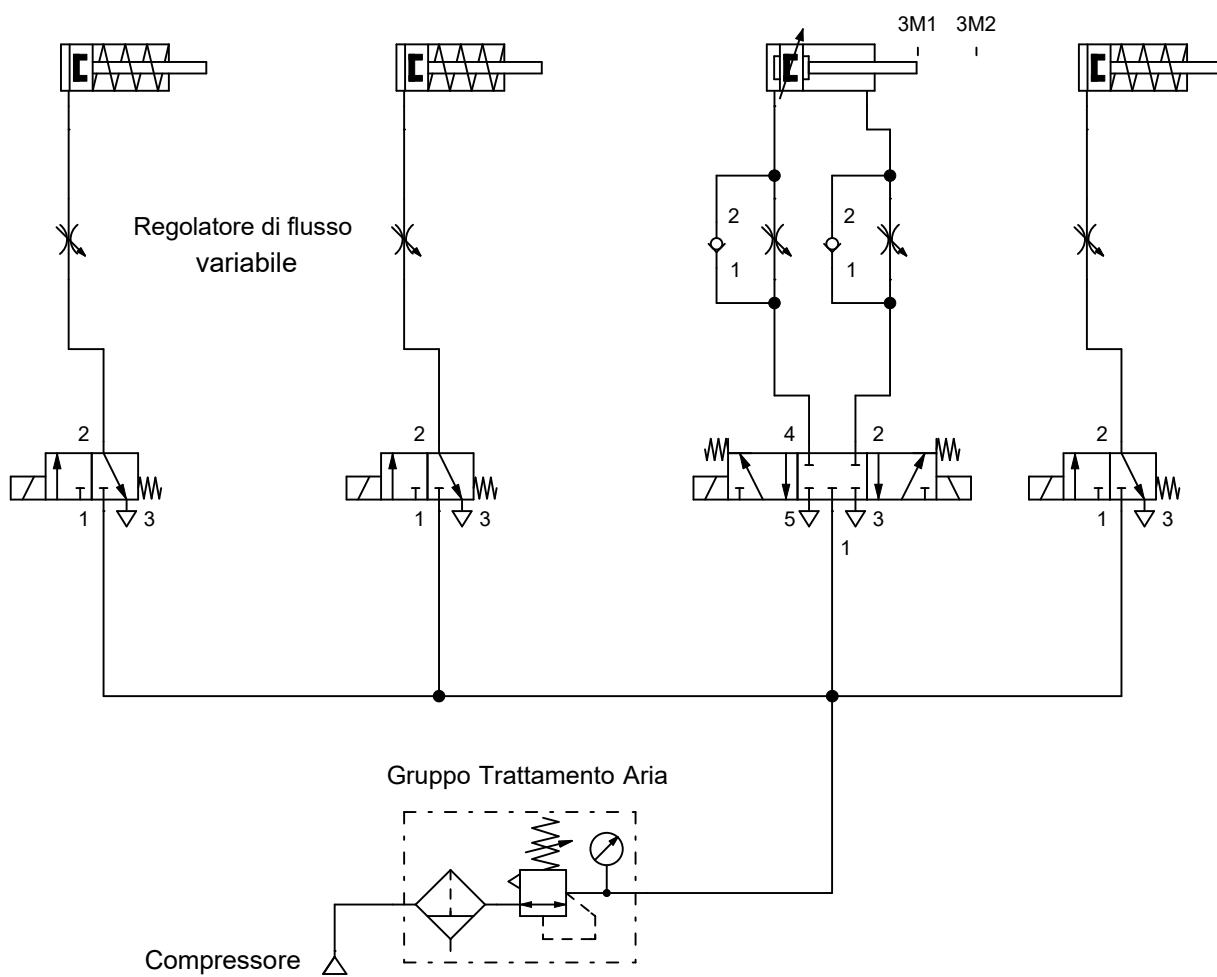 3M1 3M2
Regolatore di flusso
variabile
2 2
1 1
2 2 4 2 2
1 3 1 3 5 3 1 3
1
Gruppo Trattamento Aria
Compressore